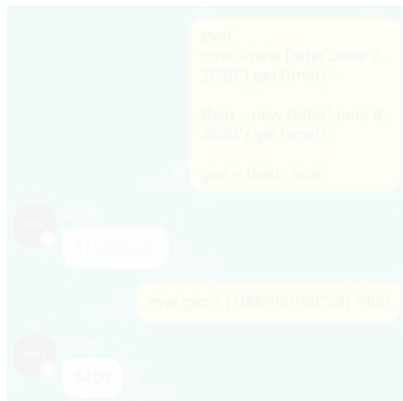 eval
now = new Date("June 2,
2020").getTime();
then = new Date("June 8,
2020").getTime();
gap = then - now;
518400000
eval gap / (1000*60*60*24) *900
5400